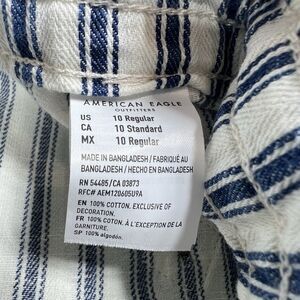 AMERICAN EAGLE
OUTFITTERS
US 10 Regular
CA 10 Standard
MX 10 Regular
MADE IN BANGLADESH / FABRIQUÉ AU
BANGLADESH / HECHO EN BANGLADESH
RN 54485/CA 03873
RFC# AEM120605U9A
EN 100% COTTON. EXCLUSIVE OF
DECORATION.
FR 100% COTON. À L'EXCEPTION DE LA
GARNITURE.
SP 100% algodón.